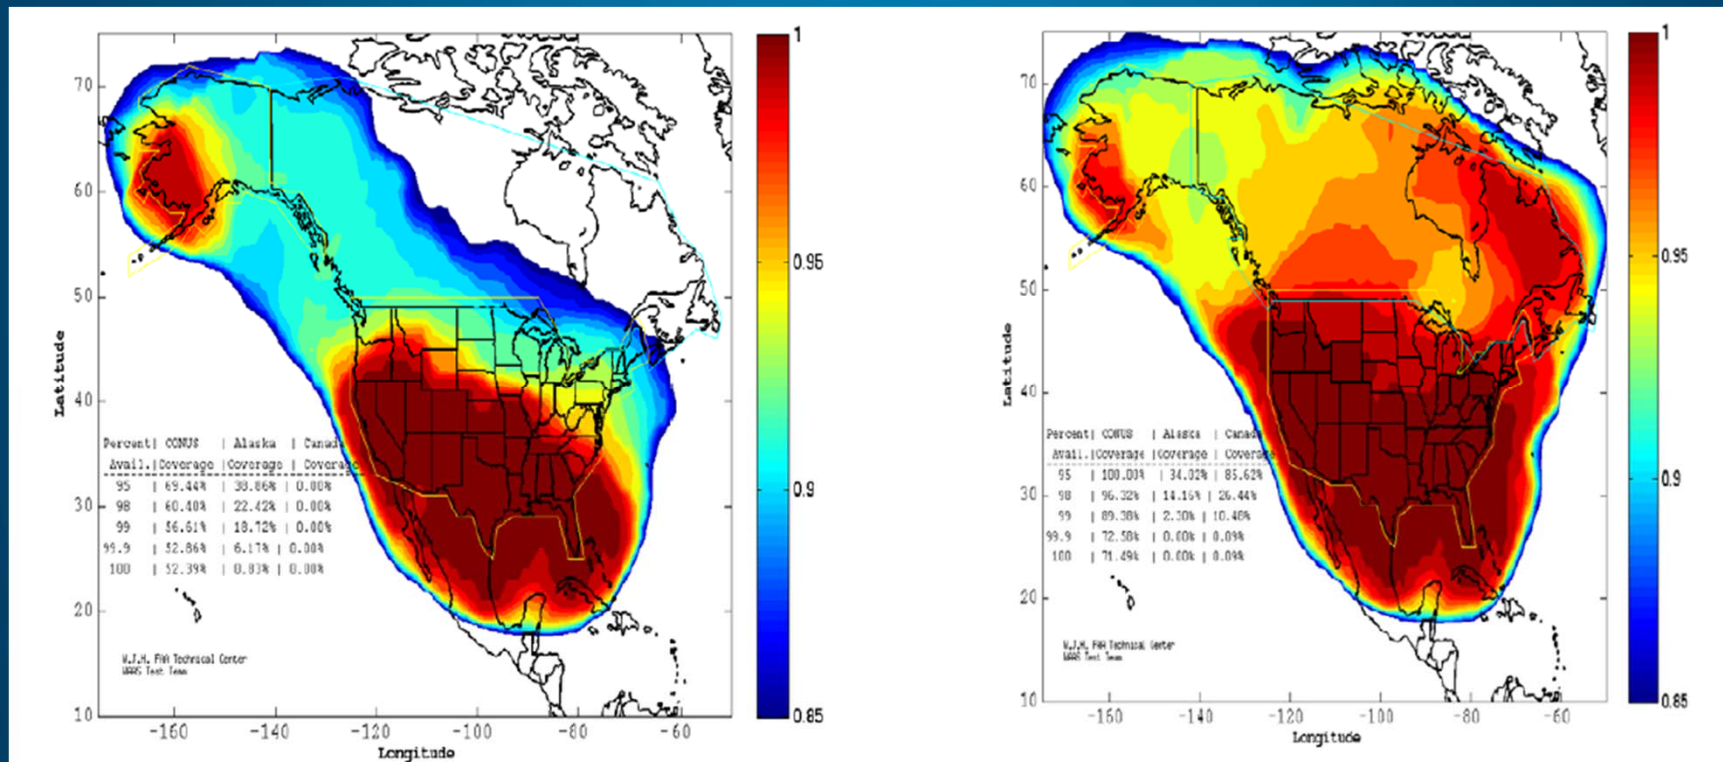 1
70
60
0.95
50
Latitude
40
Percent| CONUS | Alaska | Canad
Avail.|Coverage |Coverage | Coverage
0.9
95 | 69.44% | 38.86% | 0.00%
98 | 60.40% | 22.42% | 0.00%
30
99 | 56.61% | 18.72% | 0.00%
99.9 | 52.86% | 6.17% | 0.00%
100 | 52.39% | 0.83% | 0.00%
20
W.J.H. FAA Technical Center
WAAS Test Team
10
0.85
-160 -140 -120 -100 -80 -60
Longitude
1
70
60
0.95
50
Latitude
40
Percent| CONUS | Alaska | Canad
Avail.|Coverage |Coverage | Coverage
95 | 100.00% | 34.02% | 85.62%
0.9
98 | 96.32% | 14.16% | 26.44%
30
99 | 89.38% | 2.30% | 10.48%
99.9 | 72.58% | 0.00% | 0.09%
100 | 71.49% | 0.00% | 0.09%
20
W.J.H. FAA Technical Center
WAAS Test Team
10
0.85
-160 -140 -120 -100 -80 -60
Longitude